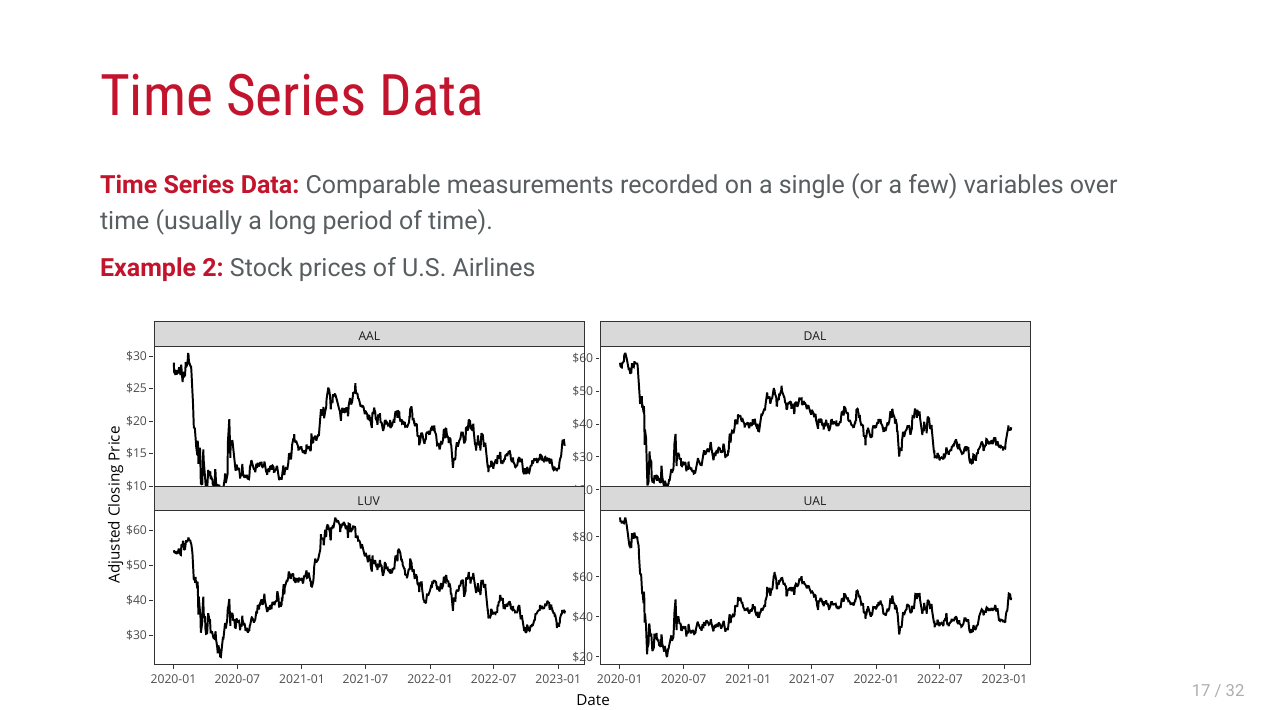 Time Series Data
Time Series Data: Comparable measurements recorded on a single (or a few) variables over
time (usually a long period of time).
Example 2: Stock prices of U.S. Airlines
AAL
DAL
$30
$25
$20
$15
$10
$60
$50
$40
$30
20
LUV
UAL
$60
$50
$40
$30
$80
$60
$40
$20
Adjusted Closing Price
2020-01 2020-07 2021-01 2021-07 2022-01 2022-07 2023-01
2020-01 2020-07 2021-01 2021-07 2022-01 2022-07 2023-01
Date
17 / 32